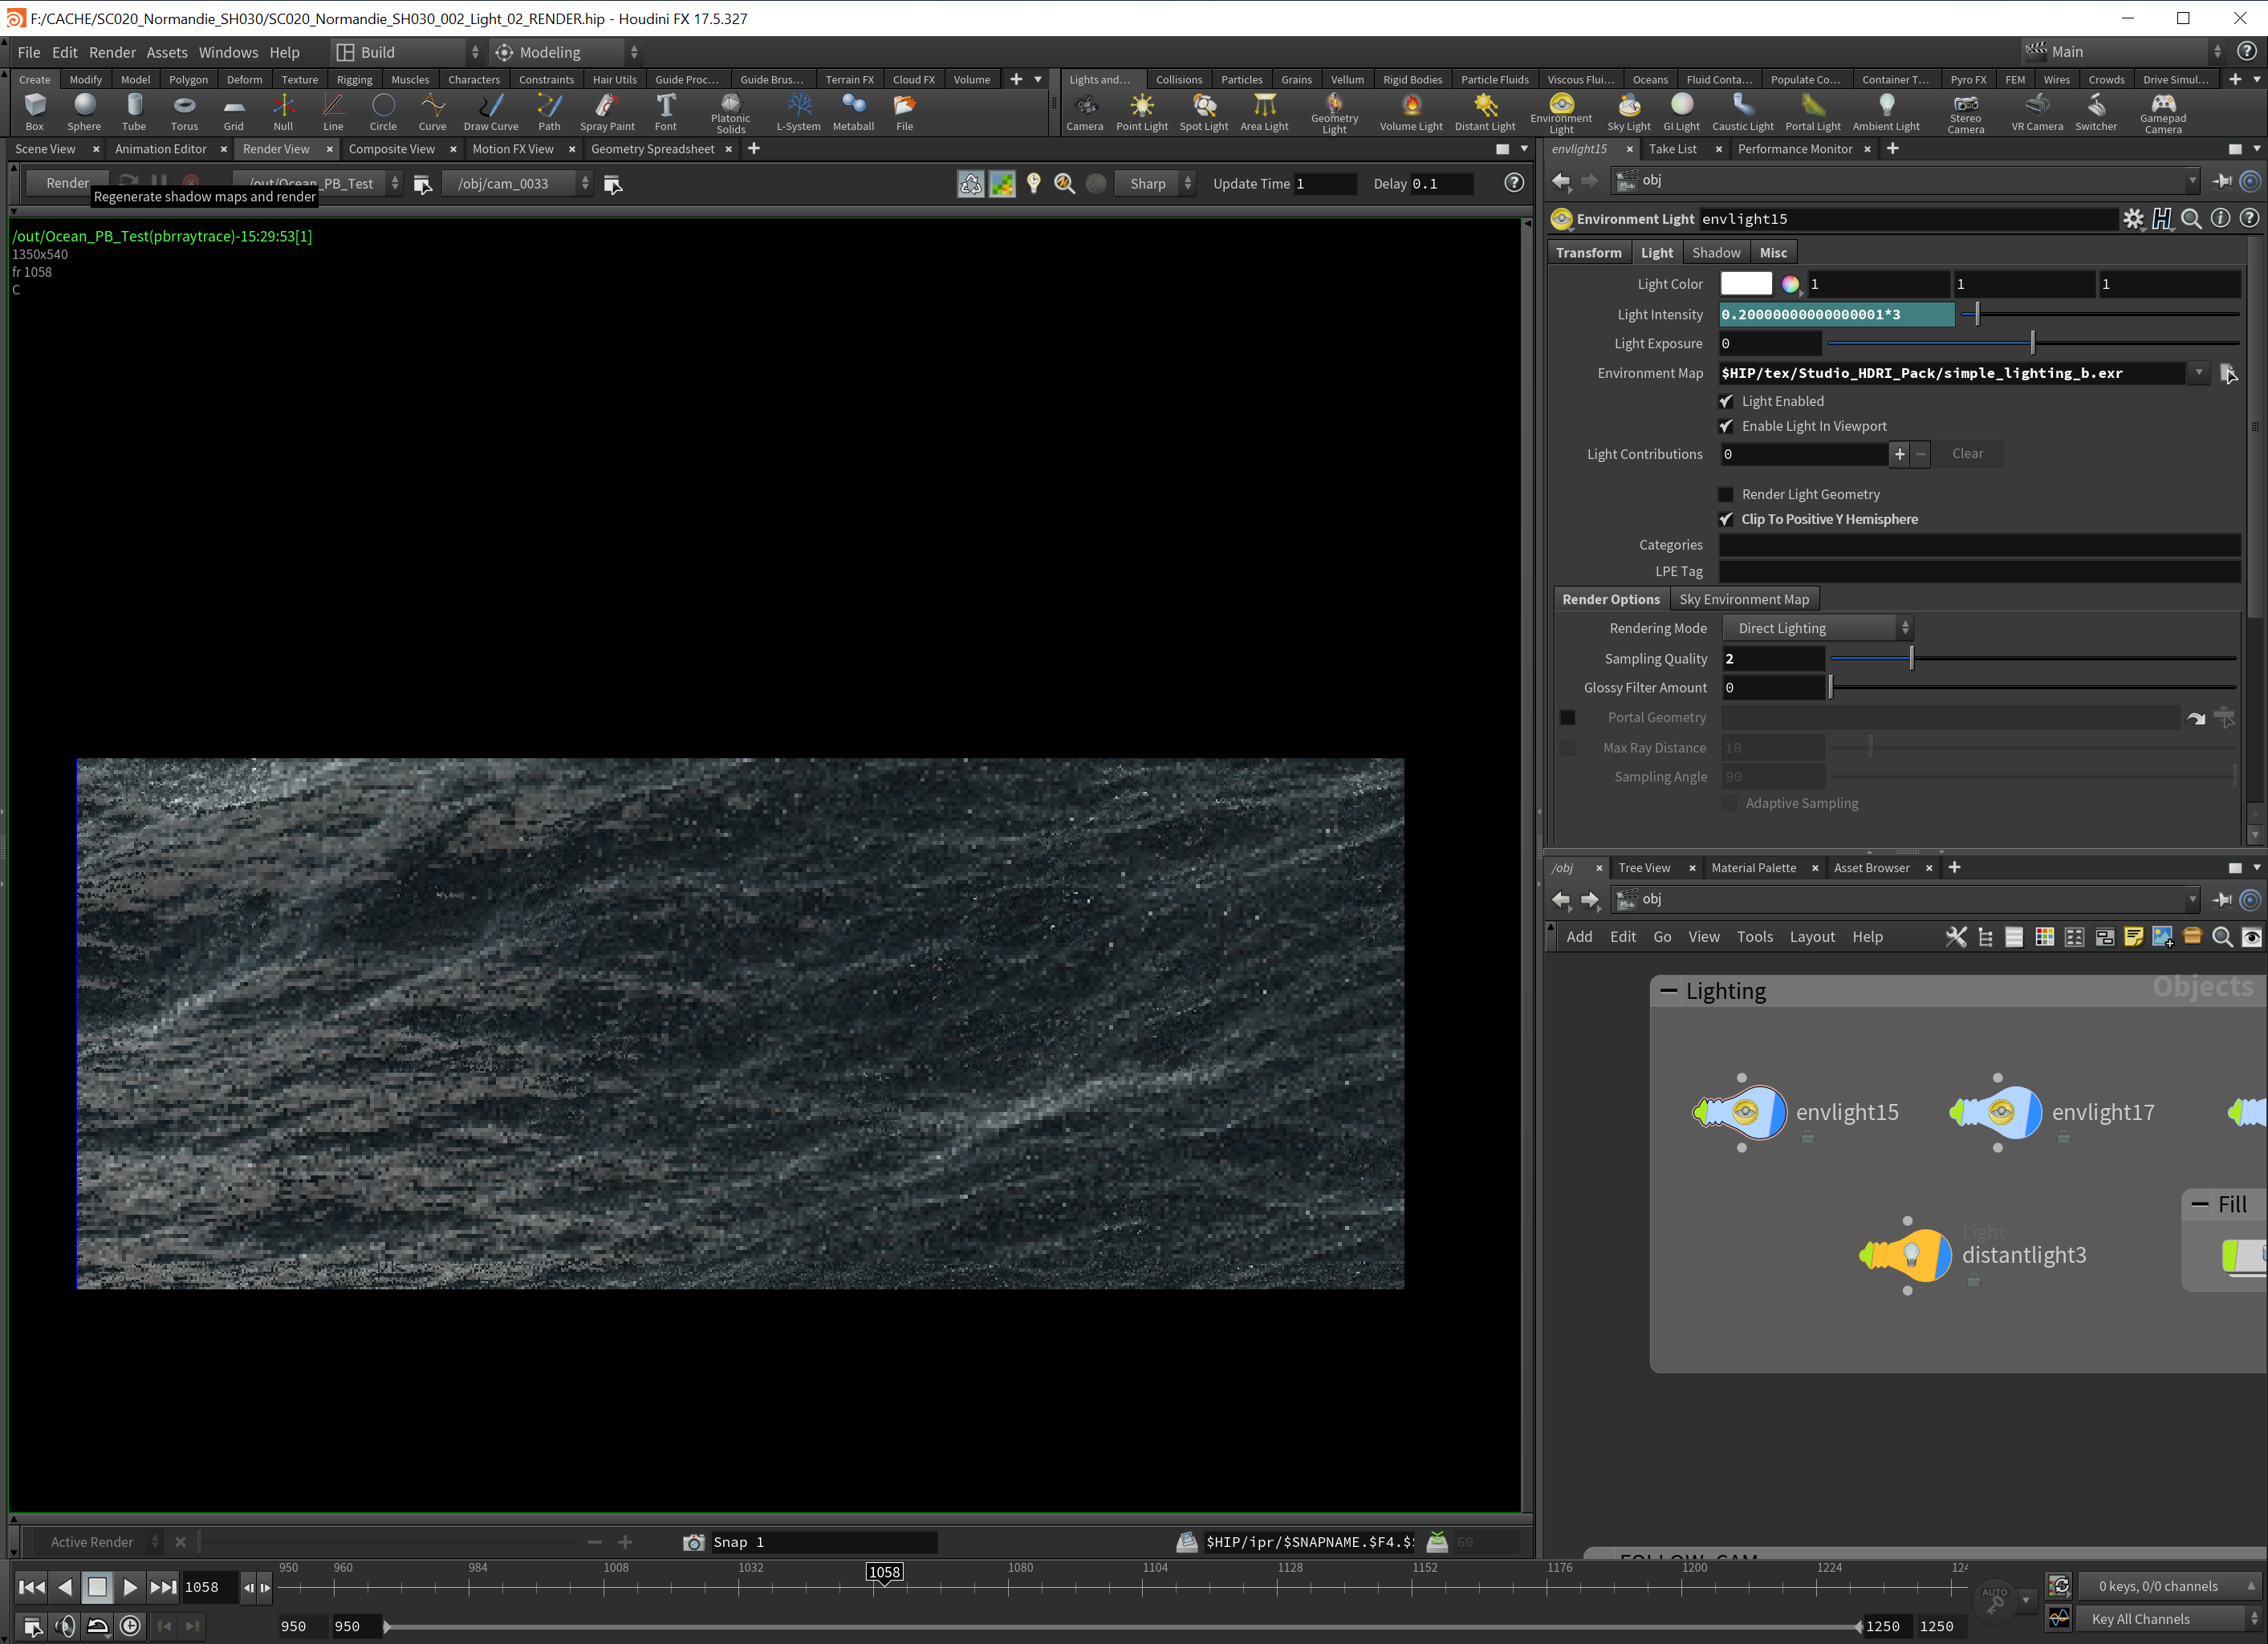 F:/CACHE/SC020_Normandie_SH030/SC020_Normandie_SH030_002_Light_02_RENDER.hip - Houdini FX 17.5.327
File Edit Render Assets Windows Help Build Modeling Main
Create Modify Model Polygon Deform Texture Rigging Muscles Characters Constraints Hair Utils Guide Proc... Guide Brus... Terrain FX Cloud FX Volume
Lights and... Collisions Particles Grains Vellum Rigid Bodies Particle Fluids Viscous Flui... Oceans Fluid Conta... Populate Co... Container T... Pyro FX FEM Wires Crowds Drive Simul...
Box Sphere Tube Torus Grid Null Line Circle Curve Draw Curve Path Spray Paint Font Platonic Solids L-System Metaball File
Camera Point Light Spot Light Area Light Geometry Light Volume Light Distant Light Environment Light Sky Light GI Light Caustic Light Portal Light Ambient Light Stereo Camera VR Camera Switcher Gamepad Camera
Scene View Animation Editor Render View Composite View Motion FX View Geometry Spreadsheet
Render /out/Ocean_PB_Test /obj/cam_0033 Sharp Update Time 1 Delay 0.1
Regenerate shadow maps and render
/out/Ocean_PB_Test(pbrraytrace)-15:29:53[1]
1350x540
fr 1058
C
envlight15 Take List Performance Monitor
obj
Environment Light envlight15
Transform Light Shadow Misc
Light Color 1 1 1
Light Intensity 0.20000000000000001*3
Light Exposure 0
Environment Map $HIP/tex/Studio_HDRI_Pack/simple_lighting_b.exr
Light Enabled
Enable Light In Viewport
Light Contributions 0 Clear
Render Light Geometry
Clip To Positive Y Hemisphere
Categories
LPE Tag
Render Options Sky Environment Map
Rendering Mode Direct Lighting
Sampling Quality 2
Glossy Filter Amount 0
Portal Geometry
Max Ray Distance 10
Sampling Angle 90
Adaptive Sampling
/obj Tree View Material Palette Asset Browser
obj
Add Edit Go View Tools Layout Help
Objects
Lighting
envlight15 envlight17
Fill
Light
distantlight3
Active Render Snap 1 $HIP/ipr/$SNAPNAME.$F4.$ 60
950 960 984 1008 1032 1058 1080 1104 1128 1152 1176 1200 1224
1058
AUTO
0 keys, 0/0 channels
950 950 1250 1250
Key All Channels